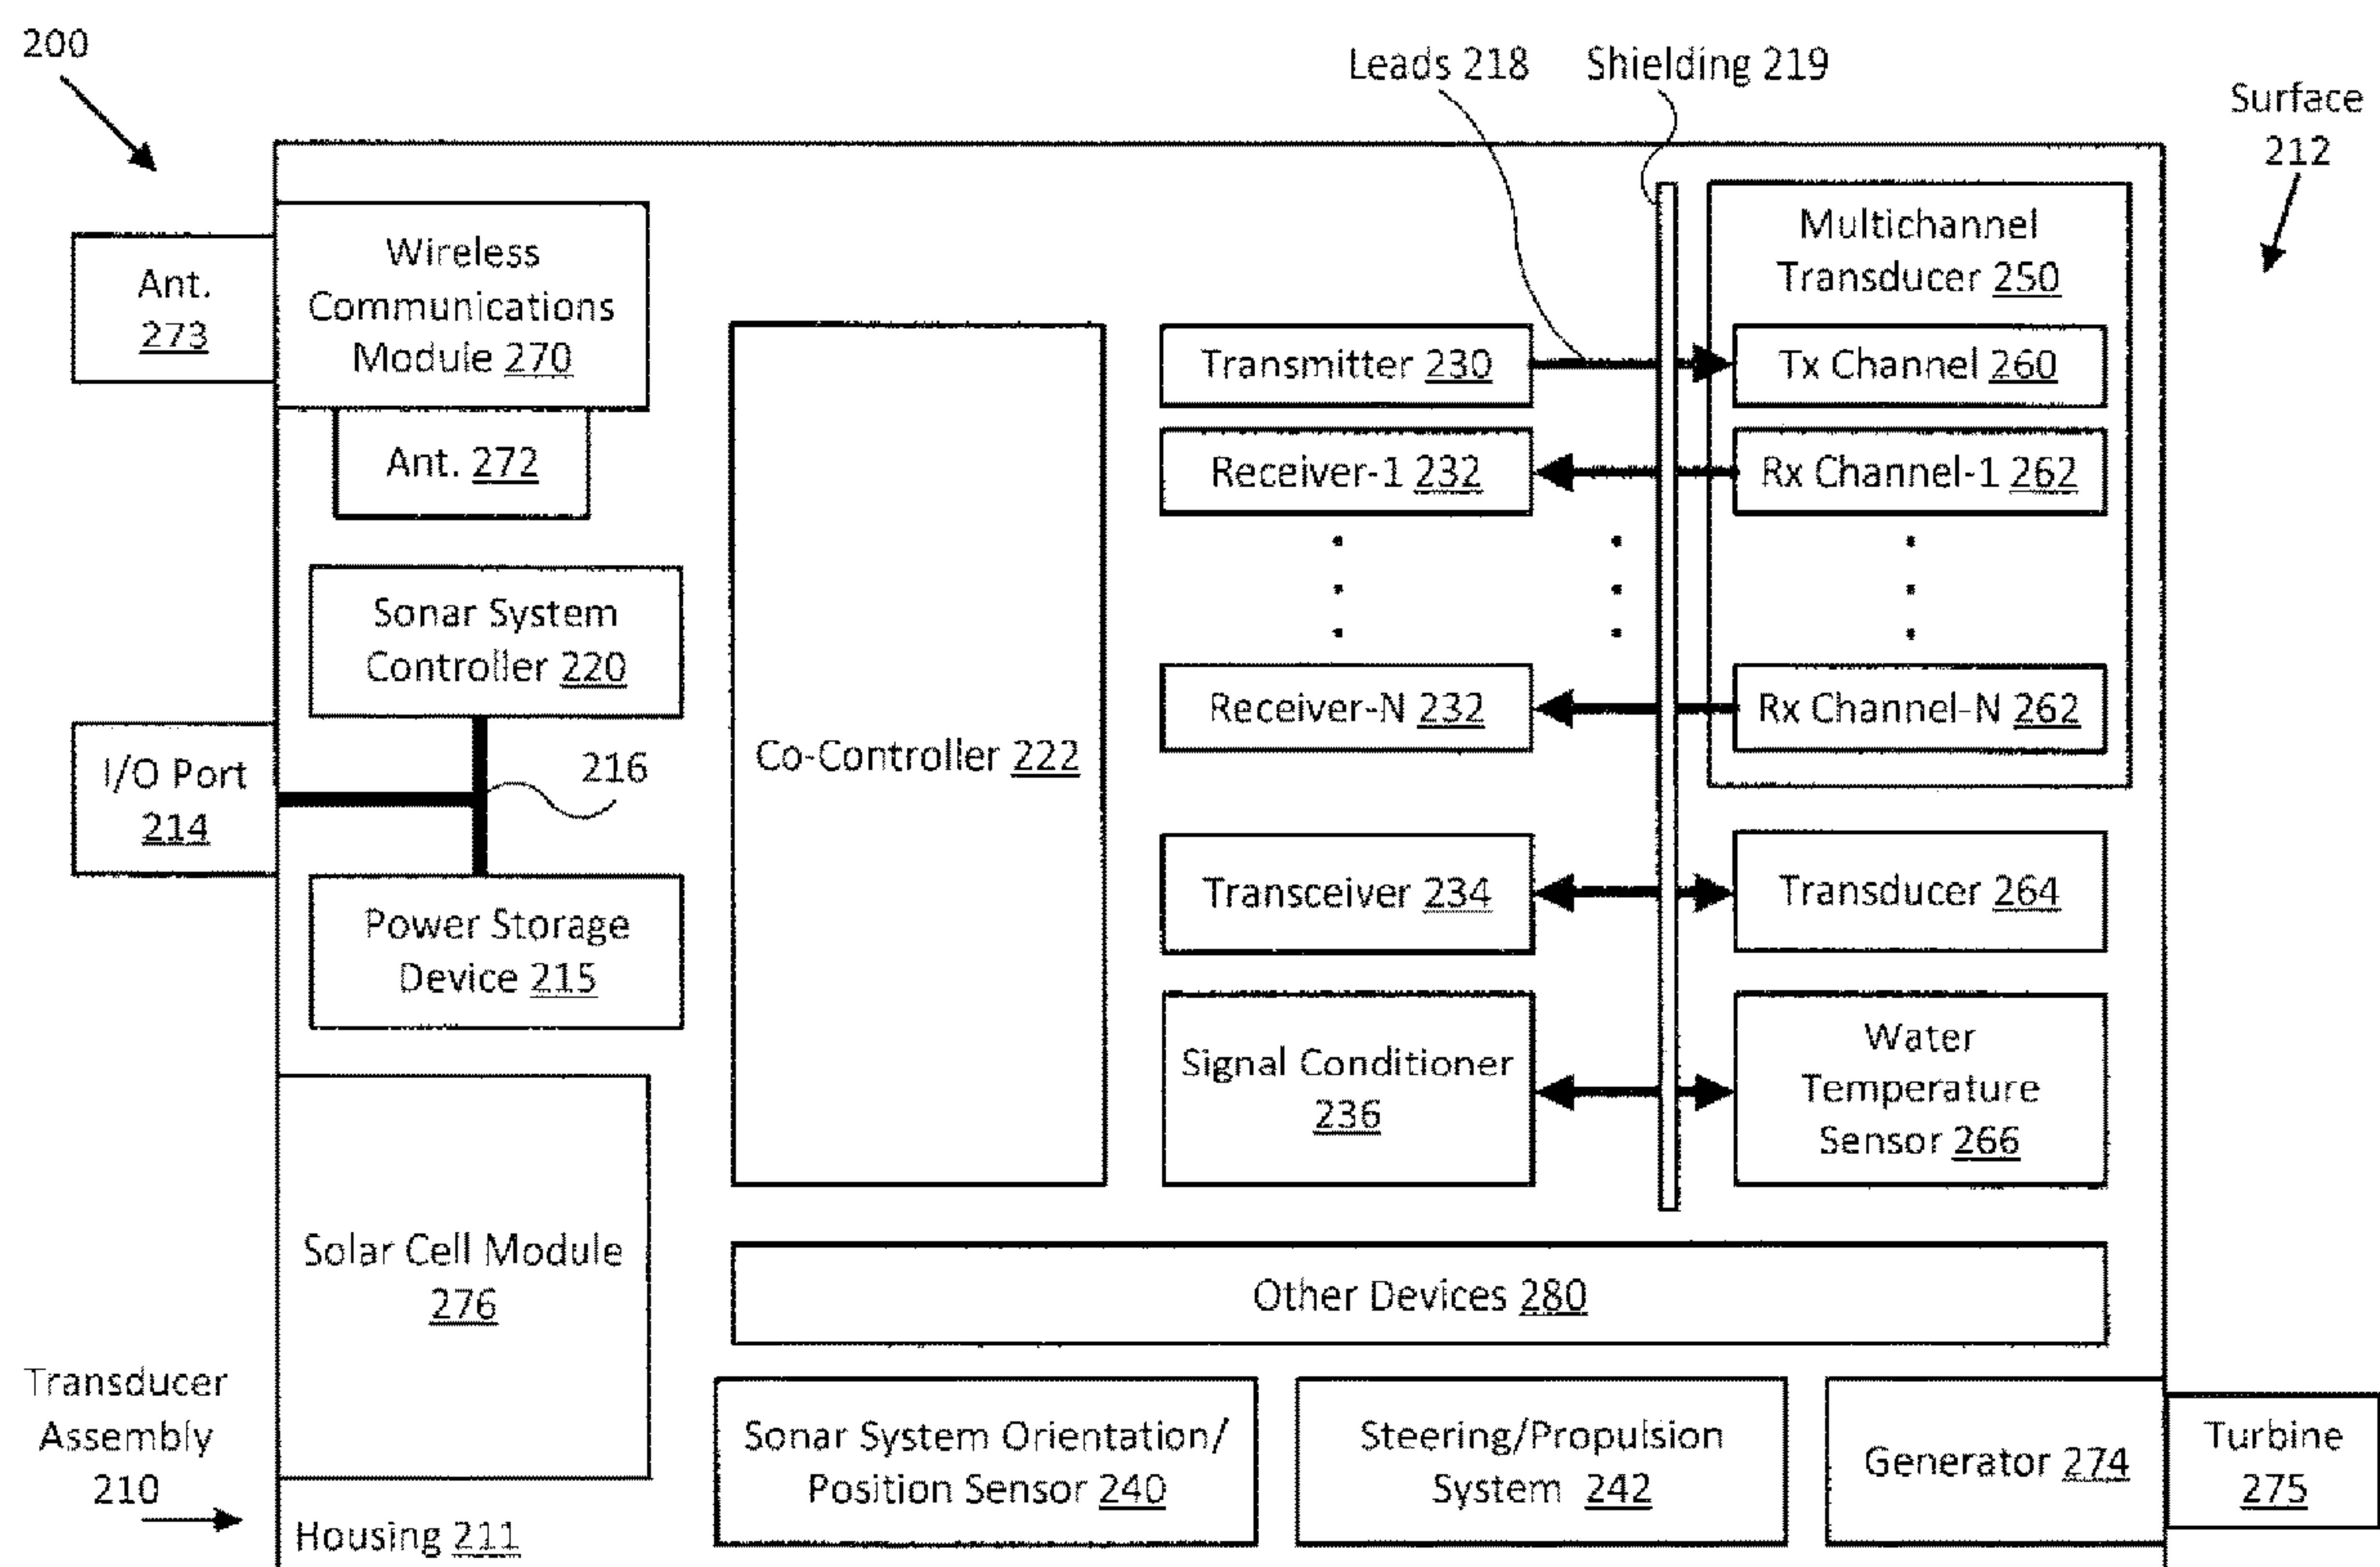 200
Leads 218
Shielding 219
Surface
212
Ant.
273
Wireless
Communications
Module 270
Ant. 272
Multichannel
Transducer 250
Transmitter 230
Tx Channel 260
Receiver-1 232
Rx Channel-1 262
Sonar System
Controller 220
Receiver-N 232
Rx Channel-N 262
Co-Controller 222
I/O Port
214
216
Power Storage
Device 215
Transceiver 234
Transducer 264
Signal Conditioner
236
Water
Temperature
Sensor 266
Solar Cell Module
276
Other Devices 280
Transducer
Assembly
210
Housing 211
Sonar System Orientation/
Position Sensor 240
Steering/Propulsion
System 242
Generator 274
Turbine
275